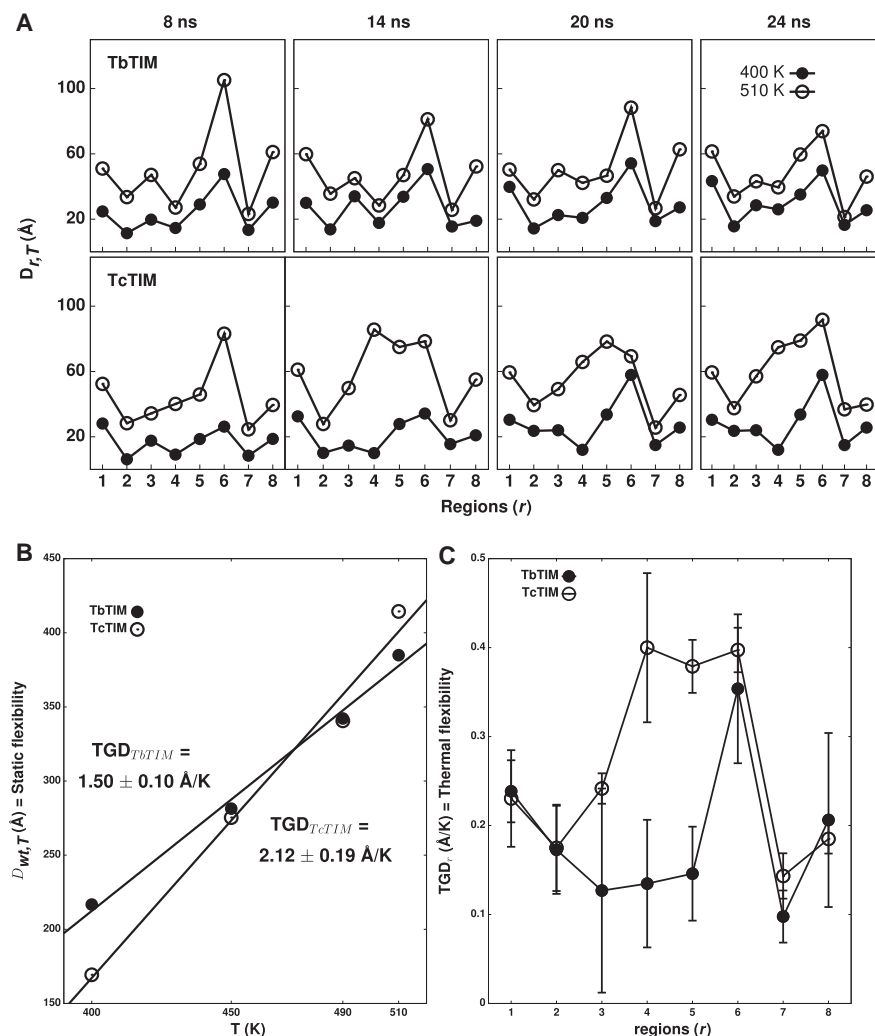 A
8 ns 14 ns 20 ns 24 ns
TbTIM
400 K
510 K
100
60
20
D r,T (Å)
TcTIM
100
60
20
1 2 3 4 5 6 7 8 1 2 3 4 5 6 7 8 1 2 3 4 5 6 7 8 1 2 3 4 5 6 7 8
Regions (r)
B
450
400
350
300
250
200
150
TbTIM
TcTIM
TGD TbTIM =
1.50 ± 0.10 Å/K
TGD TcTIM =
2.12 ± 0.19 Å/K
D wt,T (Å) = Static flexibility
400 450 490 510
T (K)
C
0.5
0.4
0.3
0.2
0.1
0
TbTIM
TcTIM
TGD r (Å/K) = Thermal flexibility
1 2 3 4 5 6 7 8
regions (r)